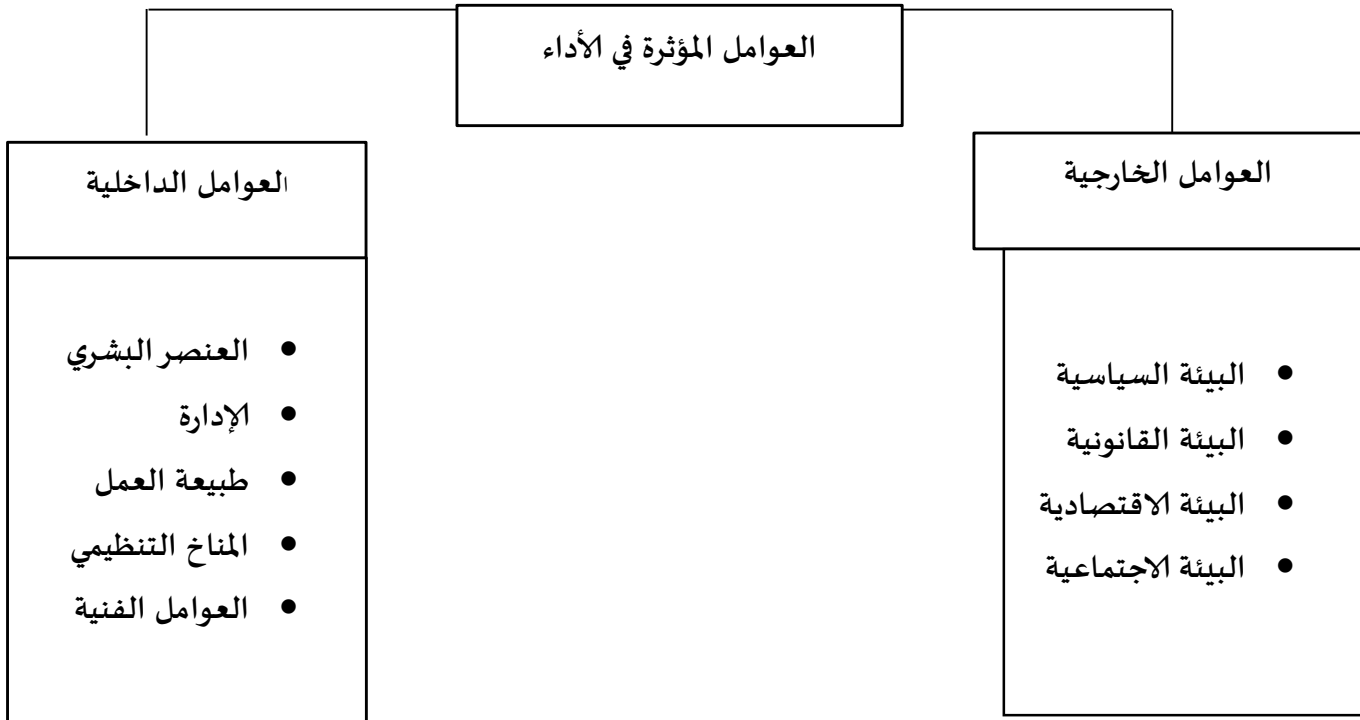 العوامل المؤثرة في الأداء
العوامل الخارجية
• البيئة السياسية
• البيئة القانونية
• البيئة الاقتصادية
• البيئة الاجتماعية
العوامل الداخلية
• العنصر البشري
• الإدارة
• طبيعة العمل
• المناخ التنظيمي
• العوامل الفنية